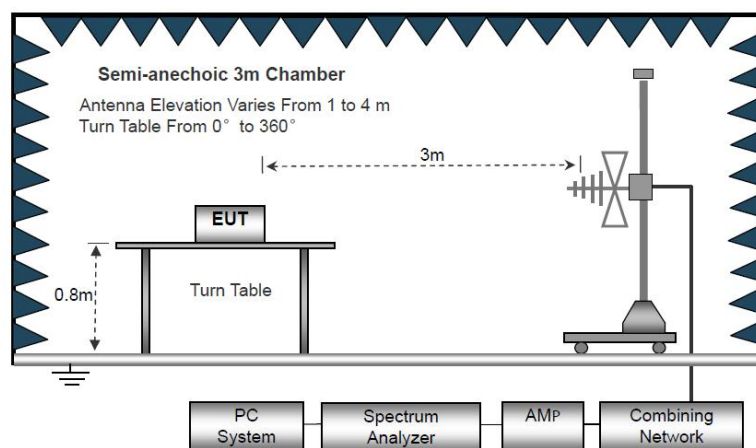 Semi-anechoic 3m Chamber
Antenna Elevation Varies From 1 to 4 m
Turn Table From 0° to 360°
3m
EUT
0.8m
Turn Table
PC
System
Spectrum
Analyzer
AMP
Combining
Network